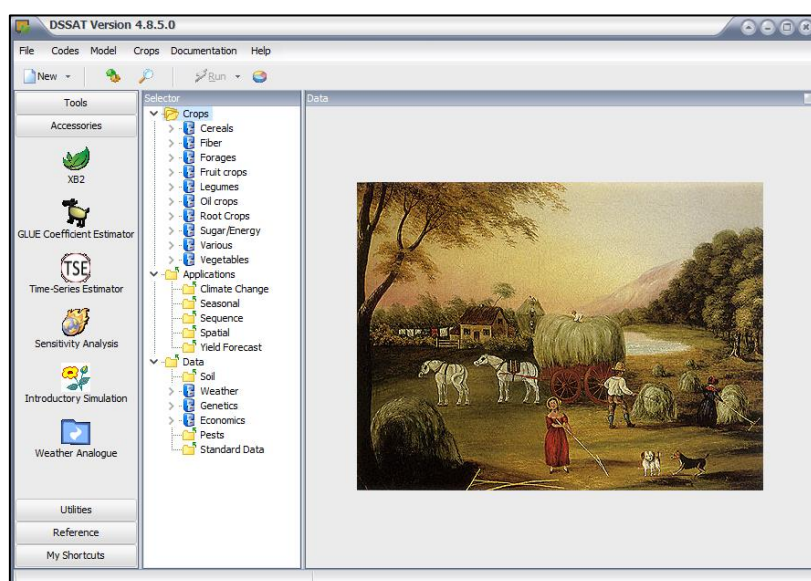 DSSAT Version 4.8.5.0
File Codes Model Crops Documentation Help
New Run
Tools
Accessories
XB2
GLUE Coefficient Estimator
TSE
Time-Series Estimator
Sensitivity Analysis
Introductory Simulation
Weather Analogue
Utilities
Reference
My Shortcuts
Selector
Crops
Cereals
Fiber
Forages
Fruit crops
Legumes
Oil crops
Root Crops
Sugar/Energy
Various
Vegetables
Applications
Climate Change
Seasonal
Sequence
Spatial
Yield Forecast
Data
Soil
Weather
Genetics
Economics
Pests
Standard Data
Data